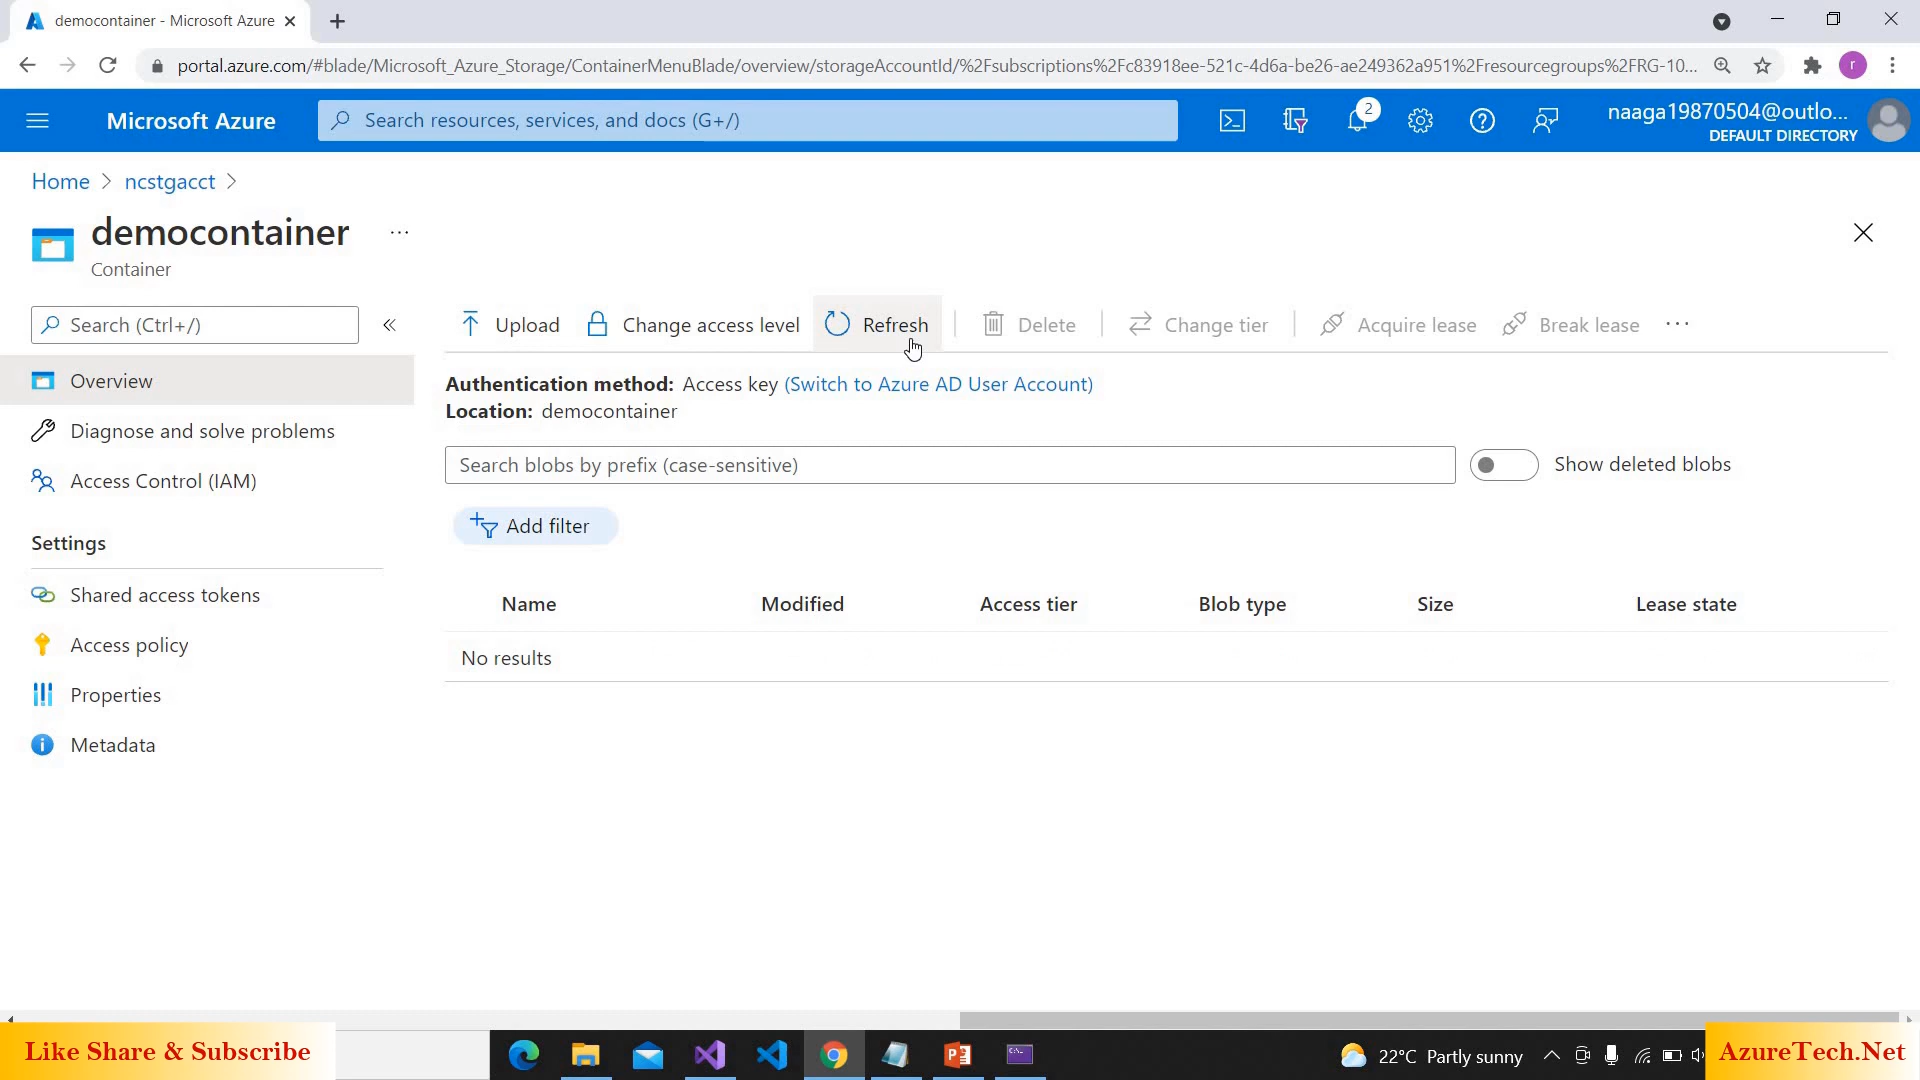 democontainer - Microsoft Azure
portal.azure.com/#blade/Microsoft_Azure_Storage/ContainerMenuBlade/overview/storageAccountId/%2Fsubscriptions%2Fc83918ee-521c-4d6a-be26-ae249362a951%2Fresourcegroups%2FRG-10...
r
Microsoft Azure
Search resources, services, and docs (G+/)
2
naaga19870504@outlo...
DEFAULT DIRECTORY
Home > ncstgacct >
democontainer ...
Container
Search (Ctrl+/)
«
Upload
Change access level
Refresh
Delete
Change tier
Acquire lease
Break lease
...
Overview
Diagnose and solve problems
Access Control (IAM)
Settings
Shared access tokens
Access policy
Properties
Metadata
Authentication method: Access key (Switch to Azure AD User Account)
Location: democontainer
Search blobs by prefix (case-sensitive)
Show deleted blobs
Add filter
Name Modified Access tier Blob type Size Lease state
No results
Like Share & Subscribe
22°C Partly sunny
AzureTech.Net